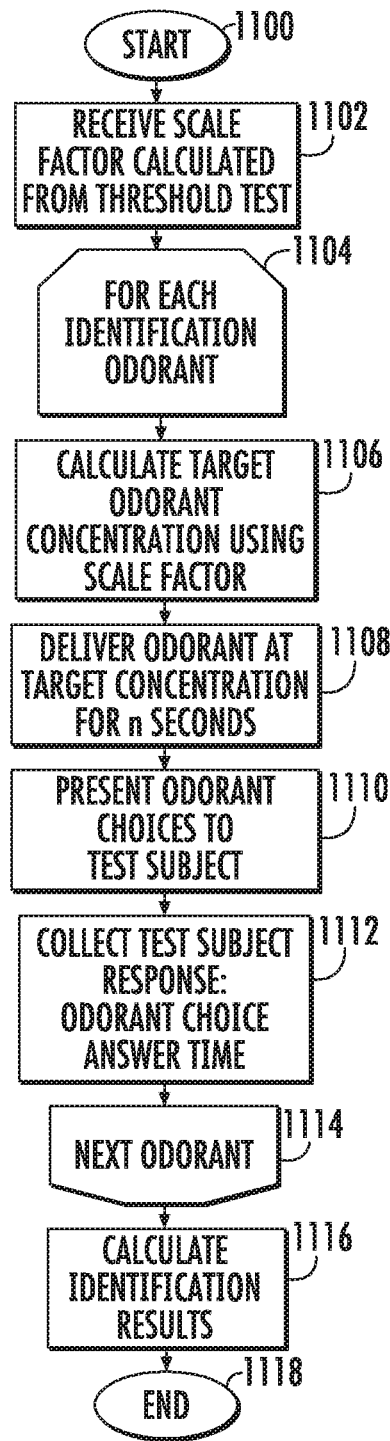 START
1100
RECEIVE SCALE
FACTOR CALCULATED
FROM THRESHOLD TEST
1102
1104
FOR EACH
IDENTIFICATION
ODORANT
CALCULATE TARGET
ODORANT
CONCENTRATION USING
SCALE FACTOR
1106
DELIVER ODORANT AT
TARGET CONCENTRATION
FOR n SECONDS
1108
PRESENT ODORANT
CHOICES TO
TEST SUBJECT
1110
COLLECT TEST SUBJECT
RESPONSE:
ODORANT CHOICE
ANSWER TIME
1112
NEXT ODORANT
1114
CALCULATE
IDENTIFICATION
RESULTS
1116
1118
END